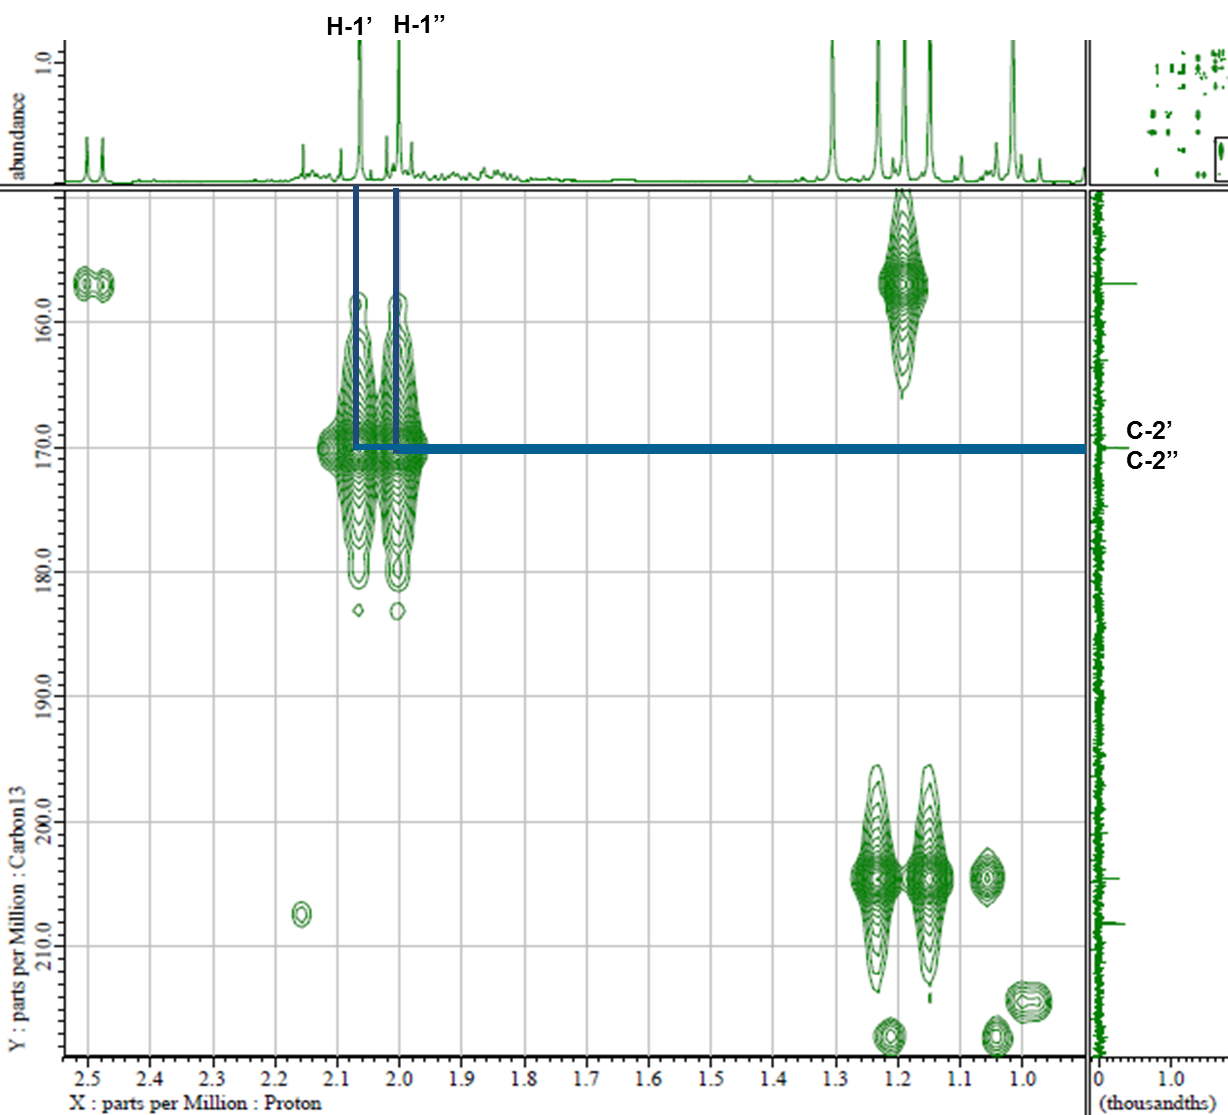 H-1’ H-1”
1.0
abundance
160.0
170.0
C-2’
C-2”
180.0
190.0
200.0
210.0
Y : parts per Million : Carbon13
2.5 2.4 2.3 2.2 2.1 2.0 1.9 1.8 1.7 1.6 1.5 1.4 1.3 1.2 1.1 1.0 0 1.0
X : parts per Million : Proton (thousandths)